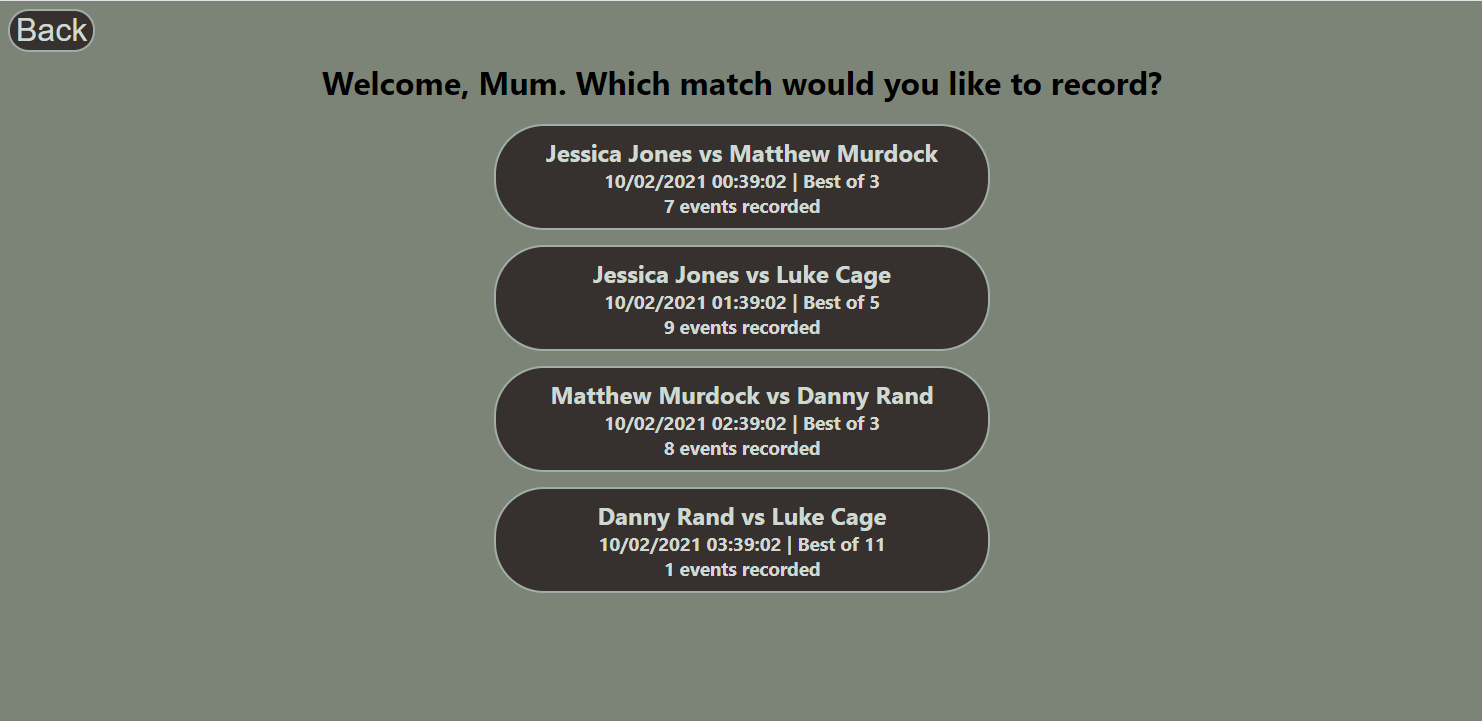 Back
Welcome, Mum. Which match would you like to record?
Jessica Jones vs Matthew Murdock
10/02/2021 00:39:02 | Best of 3
7 events recorded
Jessica Jones vs Luke Cage
10/02/2021 01:39:02 | Best of 5
9 events recorded
Matthew Murdock vs Danny Rand
10/02/2021 02:39:02 | Best of 3
8 events recorded
Danny Rand vs Luke Cage
10/02/2021 03:39:02 | Best of 11
1 events recorded